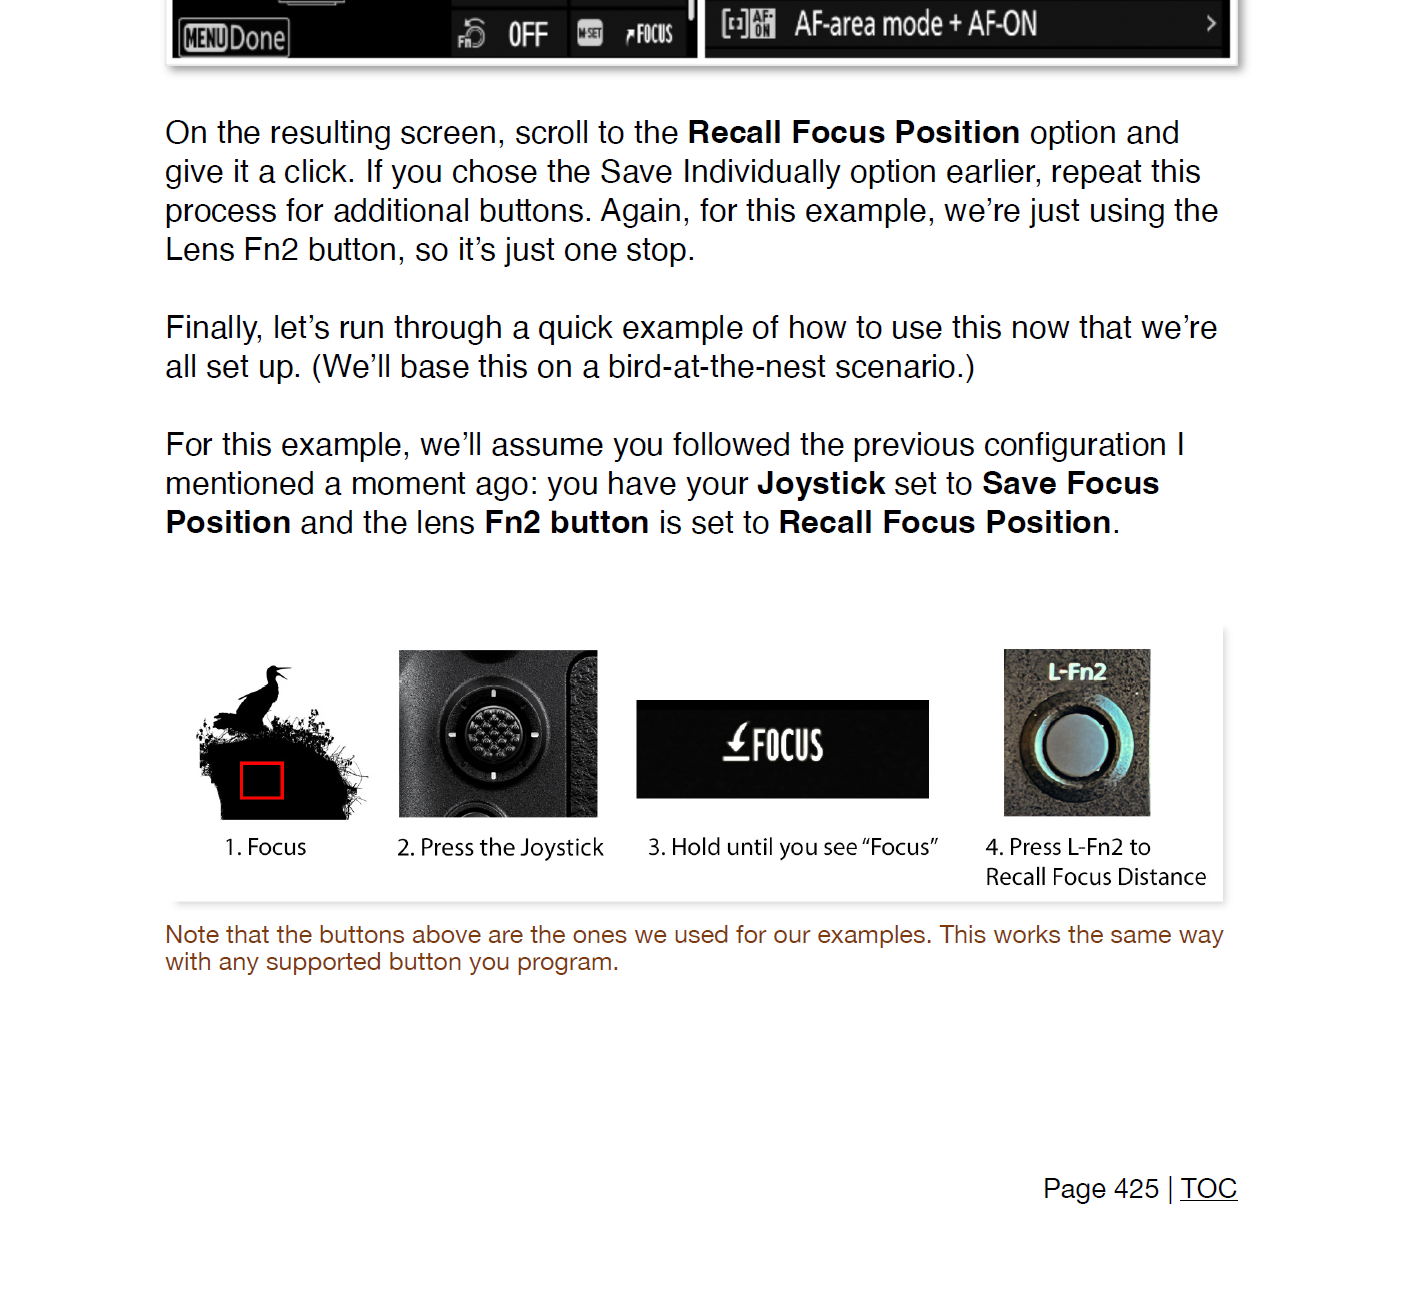 MENU Done
Fn OFF M-SET FOCUS
AF-ON AF-area mode + AF-ON >
On the resulting screen, scroll to the Recall Focus Position option and
give it a click. If you chose the Save Individually option earlier, repeat this
process for additional buttons. Again, for this example, we’re just using the
Lens Fn2 button, so it’s just one stop.
Finally, let’s run through a quick example of how to use this now that we’re
all set up. (We’ll base this on a bird-at-the-nest scenario.)
For this example, we’ll assume you followed the previous configuration I
mentioned a moment ago: you have your Joystick set to Save Focus
Position and the lens Fn2 button is set to Recall Focus Position.
L-Fn2
FOCUS
1. Focus
2. Press the Joystick
3. Hold until you see “Focus”
4. Press L-Fn2 to
Recall Focus Distance
Note that the buttons above are the ones we used for our examples. This works the same way
with any supported button you program.
Page 425 | TOC